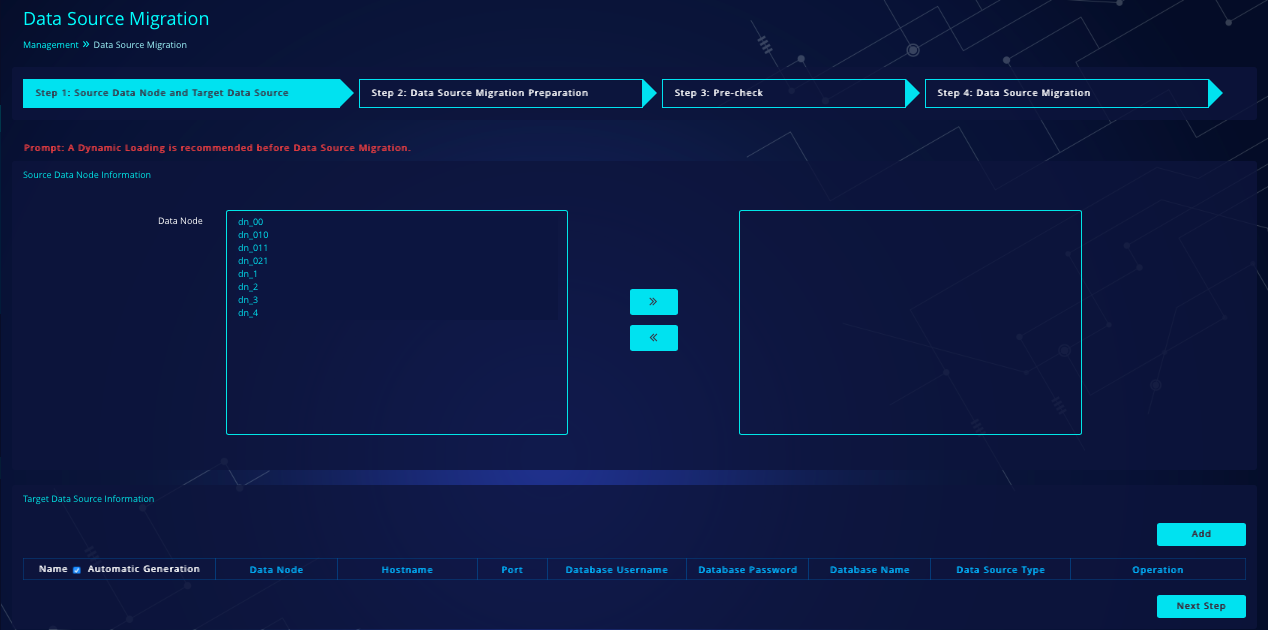 Data Source Migration
Management » Data Source Migration
Step 1: Source Data Node and Target Data Source
Step 2: Data Source Migration Preparation
Step 3: Pre-check
Step 4: Data Source Migration
Prompt: A Dynamic Loading is recommended before Data Source Migration.
Source Data Node Information
Data Node
dn_00
dn_010
dn_011
dn_021
dn_1
dn_2
dn_3
dn_4
»
«
Target Data Source Information
Add
Name Automatic Generation Data Node Hostname Port Database Username Database Password Database Name Data Source Type Operation
Next Step